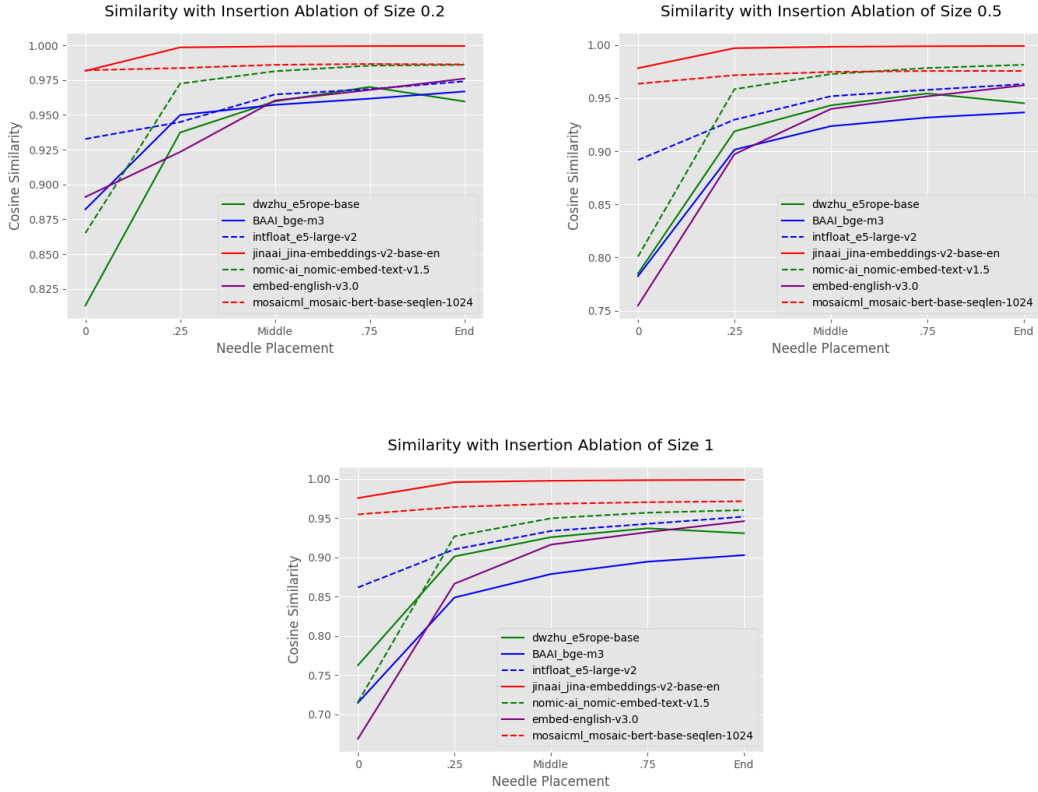 Similarity with Insertion Ablation of Size 0.2
1.000
0.975
0.950
0.925
0.900
0.875
0.850
0.825
Cosine Similarity
dwzhu_e5rope-base
BAAI_bge-m3
intfloat_e5-large-v2
jinaai_jina-embeddings-v2-base-en
nomic-ai_nomic-embed-text-v1.5
embed-english-v3.0
mosaicml_mosaic-bert-base-seqlen-1024
0 .25 Middle .75 End
Needle Placement
Similarity with Insertion Ablation of Size 0.5
1.00
0.95
0.90
0.85
0.80
0.75
Cosine Similarity
dwzhu_e5rope-base
BAAI_bge-m3
intfloat_e5-large-v2
jinaai_jina-embeddings-v2-base-en
nomic-ai_nomic-embed-text-v1.5
embed-english-v3.0
mosaicml_mosaic-bert-base-seqlen-1024
0 .25 Middle .75 End
Needle Placement
Similarity with Insertion Ablation of Size 1
1.00
0.95
0.90
0.85
0.80
0.75
0.70
Cosine Similarity
dwzhu_e5rope-base
BAAI_bge-m3
intfloat_e5-large-v2
jinaai_jina-embeddings-v2-base-en
nomic-ai_nomic-embed-text-v1.5
embed-english-v3.0
mosaicml_mosaic-bert-base-seqlen-1024
0 .25 Middle .75 End
Needle Placement